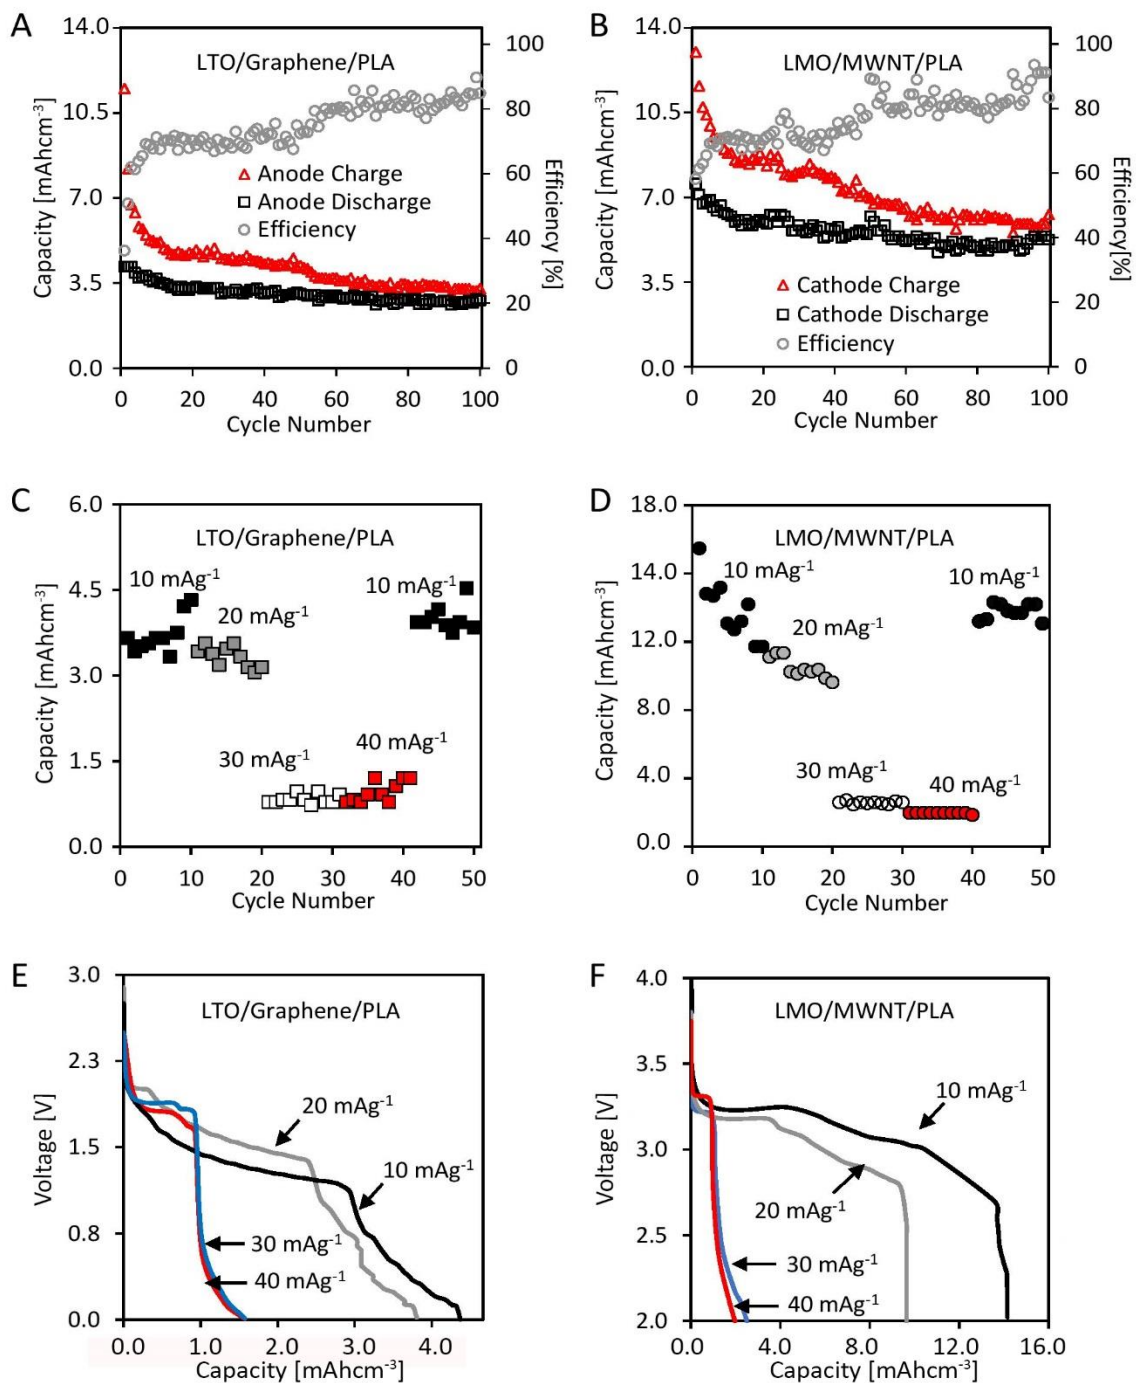 A
LTO/Graphene/PLA
14.0
10.5
7.0
3.5
0.0
100
80
60
40
20
0
Capacity [mAhcm⁻³]
Efficiency[%]
Anode Charge
Anode Discharge
Efficiency
0 20 40 60 80 100
Cycle Number
B
LMO/MWNT/PLA
14.0
10.5
7.0
3.5
0.0
100
80
60
40
20
0
Capacity [mAhcm⁻³]
Efficiency[%]
Cathode Charge
Cathode Discharge
Efficiency
0 20 40 60 80 100
Cycle Number
C
LTO/Graphene/PLA
6.0
4.5
3.0
1.5
0.0
Capacity [mAhcm⁻³]
10 mAg⁻¹
20 mAg⁻¹
30 mAg⁻¹
40 mAg⁻¹
10 mAg⁻¹
0 10 20 30 40 50
Cycle Number
D
LMO/MWNT/PLA
18.0
14.0
12.0
8.0
4.0
0.0
Capacity [mAhcm⁻³]
10 mAg⁻¹
20 mAg⁻¹
30 mAg⁻¹
40 mAg⁻¹
10 mAg⁻¹
0 10 20 30 40 50
Cycle Number
E
LTO/Graphene/PLA
3.0
2.3
1.5
0.8
0.0
Voltage [V]
20 mAg⁻¹
10 mAg⁻¹
30 mAg⁻¹
40 mAg⁻¹
0.0 1.0 2.0 3.0 4.0
Capacity [mAhcm⁻³]
F
LMO/MWNT/PLA
4.0
3.5
3.0
2.5
2.0
Voltage [V]
10 mAg⁻¹
20 mAg⁻¹
30 mAg⁻¹
40 mAg⁻¹
0.0 4.0 8.0 12.0 16.0
Capacity [mAhcm⁻³]